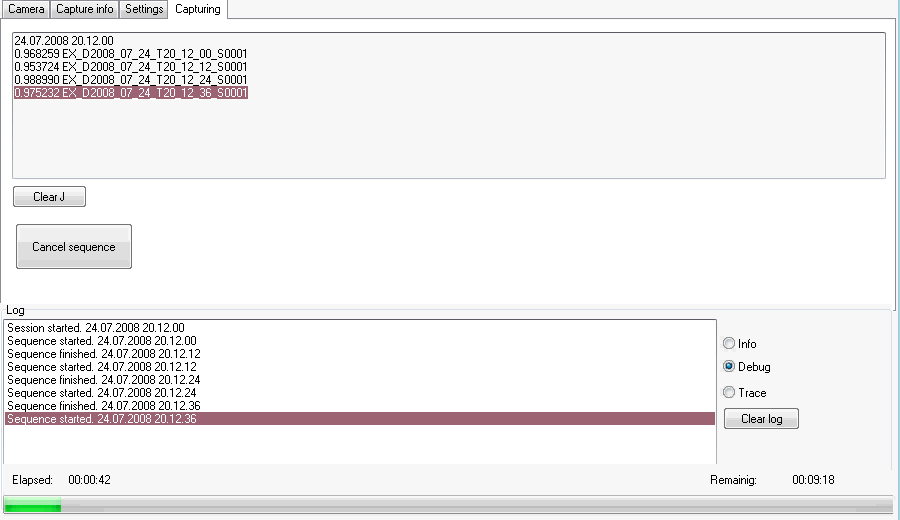 Camera Capture info Settings Capturing
24.07.2008 20.12.00
0.968259 EX_D2008_07_24_T20_12_00_S0001
0.953724 EX_D2008_07_24_T20_12_12_S0001
0.988990 EX_D2008_07_24_T20_12_24_S0001
0.975232 EX_D2008_07_24_T20_12_36_S0001
Clear J
Cancel sequence
Log
Session started. 24.07.2008 20.12.00
Sequence started. 24.07.2008 20.12.00
Sequence finished. 24.07.2008 20.12.12
Sequence started. 24.07.2008 20.12.12
Sequence finished. 24.07.2008 20.12.24
Sequence started. 24.07.2008 20.12.24
Sequence finished. 24.07.2008 20.12.36
Sequence started. 24.07.2008 20.12.36
Info
Debug
Trace
Clear log
Elapsed: 00:00:42 Remainig: 00:09:18